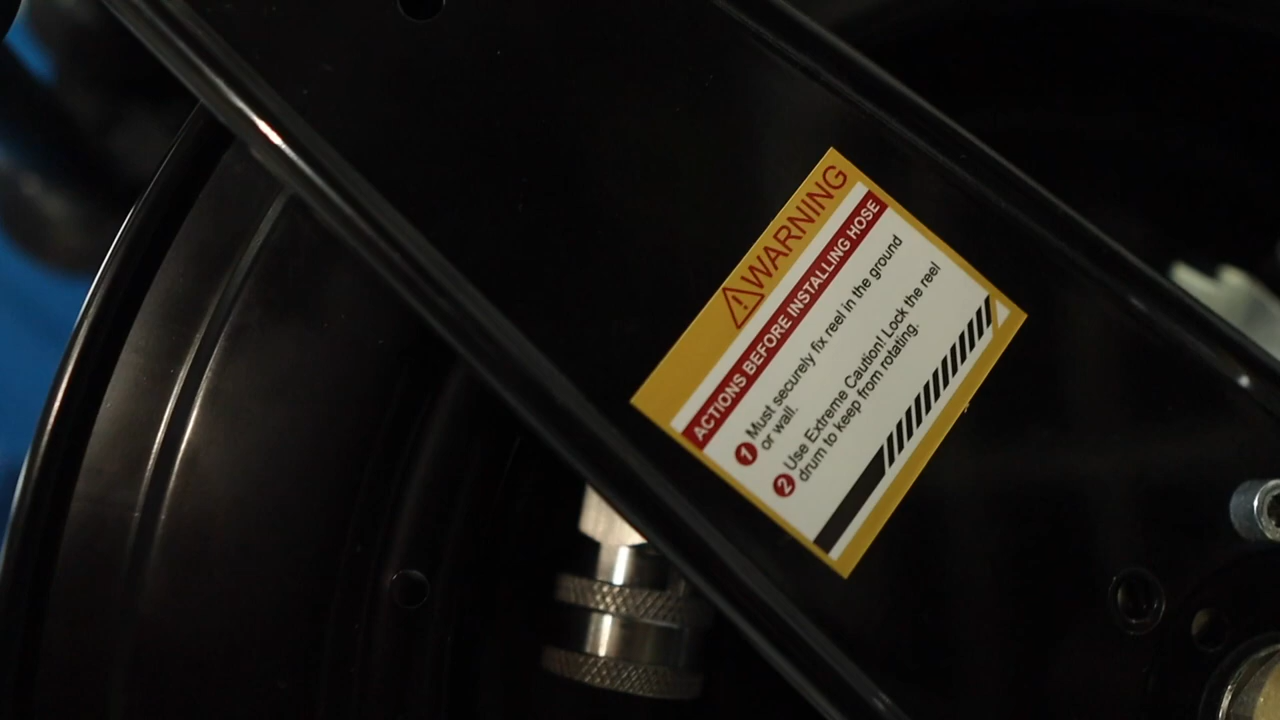 WARNING
ACTIONS BEFORE INSTALLING HOSE
1 Must securely fix reel in the ground
or wall.
2 Use Extreme Caution! Lock the reel
drum to keep from rotating.